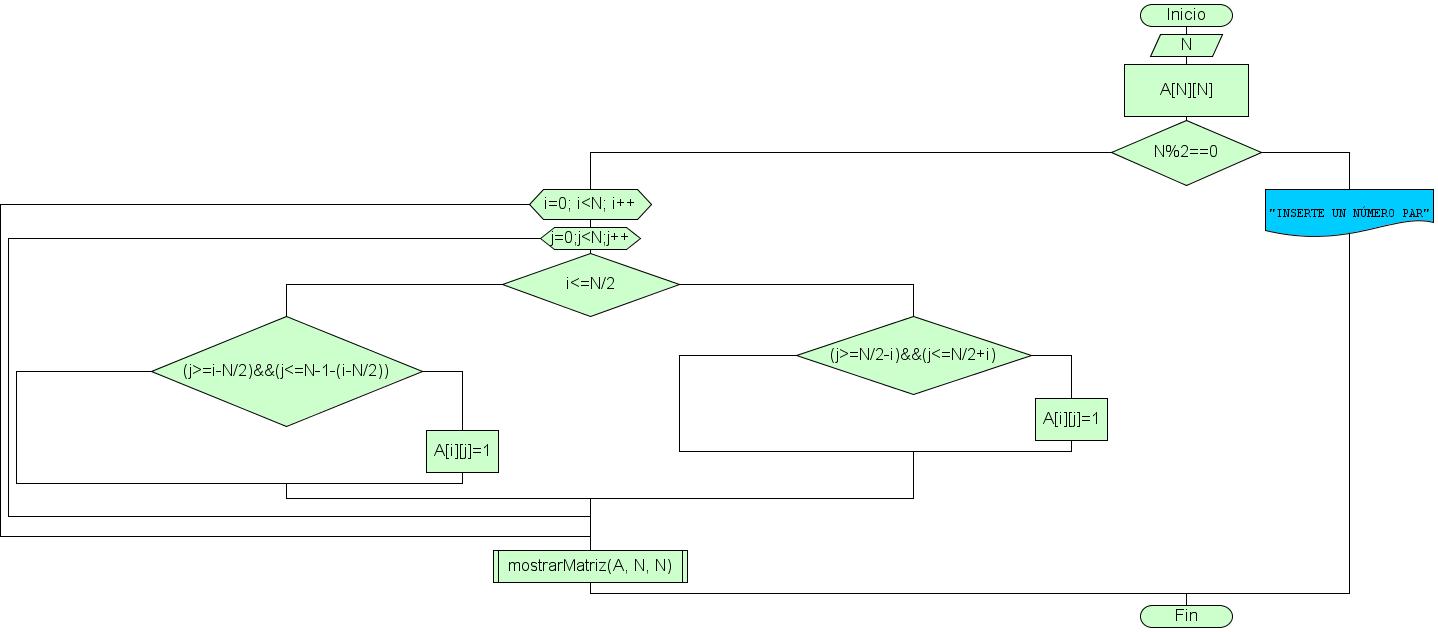 Inicio
N
A[N][N]
N%2==0
i=0; i<N; i++
"INSERTE UN NÚMERO PAR"
j=0;j<N;j++
i<=N/2
(j>=i-N/2)&&(j<=N-1-(i-N/2))
(j>=N/2-i)&&(j<=N/2+i)
A[i][j]=1
A[i][j]=1
mostrarMatriz(A, N, N)
Fin